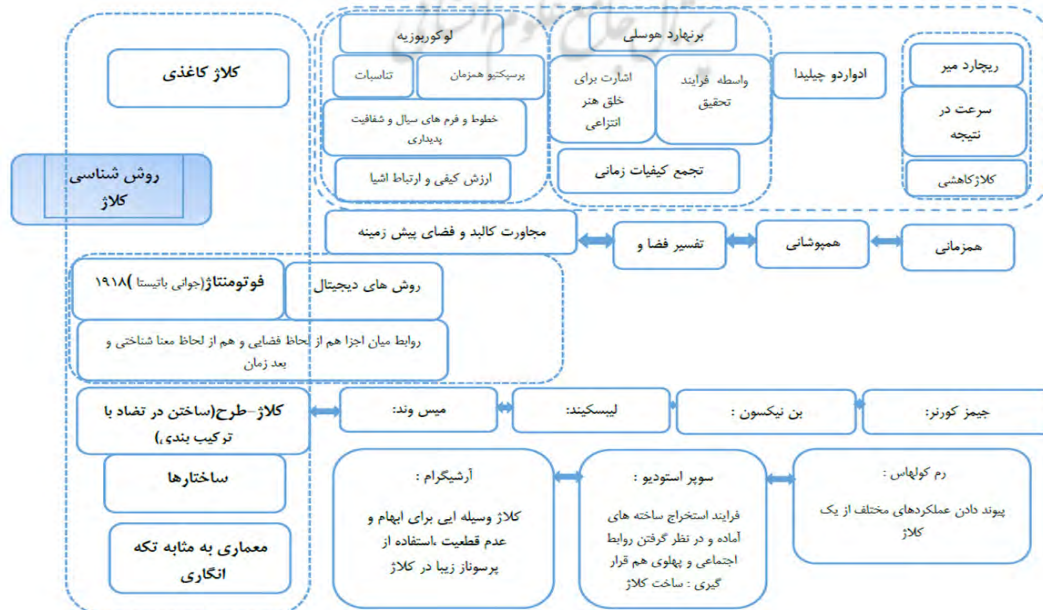 پرتال جامع علوم انسانی
کلاژ کاغذی
روش شناسی
کلاژ
لوکوربوزیه
پرسپکتیو همزمان
تناسبات
خطوط و فرم های سیال و شفافیت
پدیداری
ارزش کیفی و ارتباط اشیا
برنهارد هوسلی
واسطه فرایند
تحقیق
اشارت برای
خلق هنر
انتزاعی
تجمع کیفیات زمانی
ادواردو چیلیدا
ریچارد میر
سرعت در
نتیجه
کلاژکاهشی
همزمانی
همپوشانی
تفسیر فضا و
مجاورت کالبد و فضای پیش زمینه
روش های دیجیتال
فوتومنتاژ(جوانی باتیستا )۱۹۱۸
روابط میان اجزا هم از لحاظ فضایی و هم از لحاظ معنا شناختی و
بعد زمان
کلاژ-طرح(ساختن در تضاد با
ترکیب بندی)
میس وند:
لیبسکیند:
بن نیکسون :
جیمز کورنر:
ساختارها
معماری به مثابه تکه
انگاری
آرشیگرام :
کلاژ وسیله ایی برای ابهام و
عدم قطعیت ،استفاده از
پرسوناز زیبا در کلاژ
سوپر استودیو :
فرایند استخراج ساخته های
آماده و در نظر گرفتن روابط
اجتماعی و پهلوی هم قرار
گیری : ساخت کلاژ
رم کولهاس :
پیوند دادن عملکردهای مختلف از یک
کلاژ